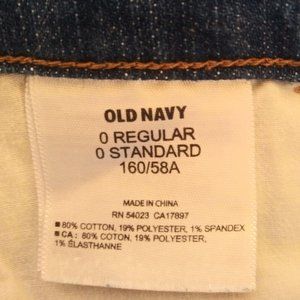 OLD NAVY
0 REGULAR
0 STANDARD
160/58A
MADE IN CHINA
RN 54023 CA17897
■ 80% COTTON, 19% POLYESTER, 1% SPANDEX
■ CA: 80% COTON, 19% POLYESTER,
1% ÉLASTHANNE